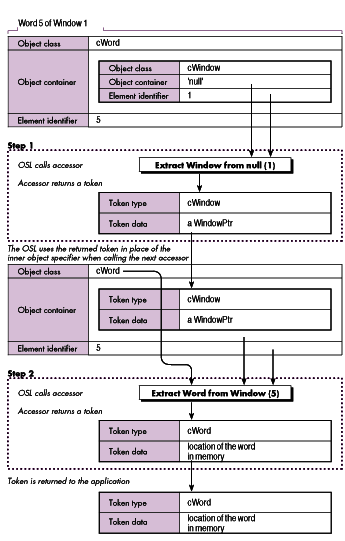 Word 5 of Window 1
Object class cWord
Object container
Object class cWindow
Object container 'null'
Element identifier 1
Element identifier 5
Step 1
OSL calls accessor Extract Window from null (1)
Accessor returns a token
Token type cWindow
Token data a WindowPtr
The OSL uses the returned token in place of the
inner object specifier when calling the next accessor
Object class cWord
Object container
Token type cWindow
Token data a WindowPtr
Element identifier 5
Step 2
OSL calls accessor Extract Word from Window (5)
Accessor returns a token
Token type cWord
Token data location of the word
in memory
Token is returned to the application
Token type cWord
Token data location of the word
in memory